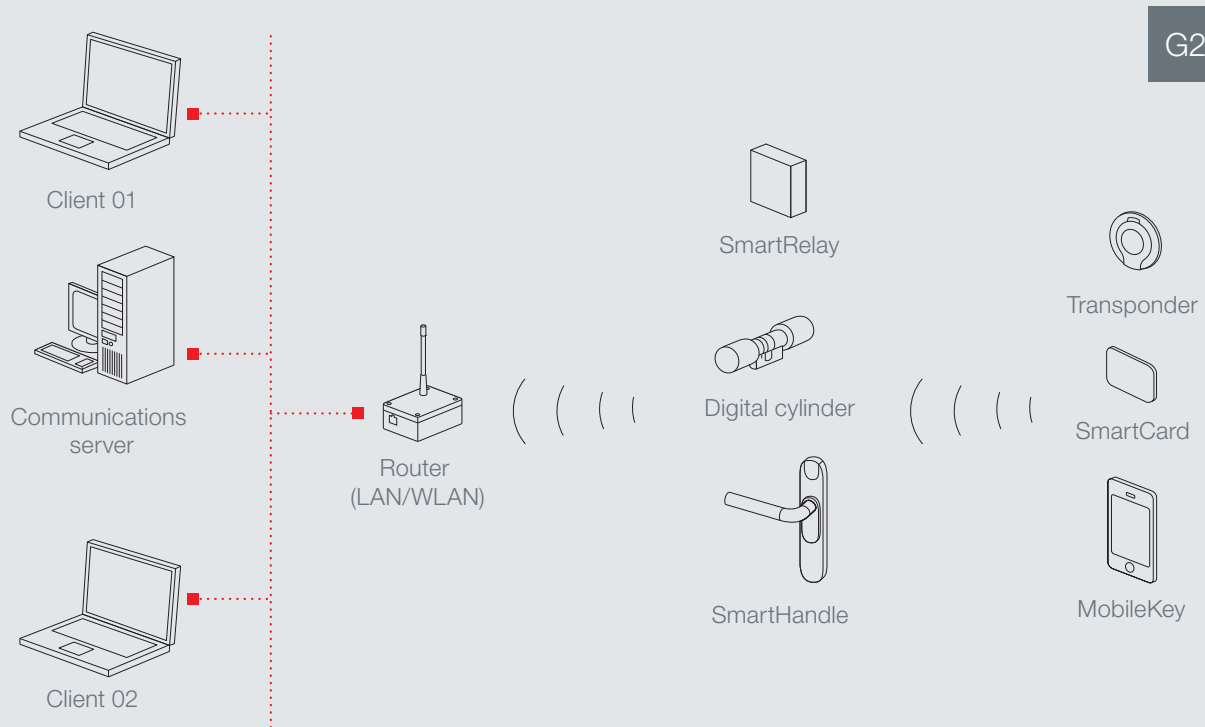 G2
Client 01
SmartRelay
Transponder
Communications
server
Digital cylinder
SmartCard
Router
(LAN/WLAN)
SmartHandle
MobileKey
Client 02